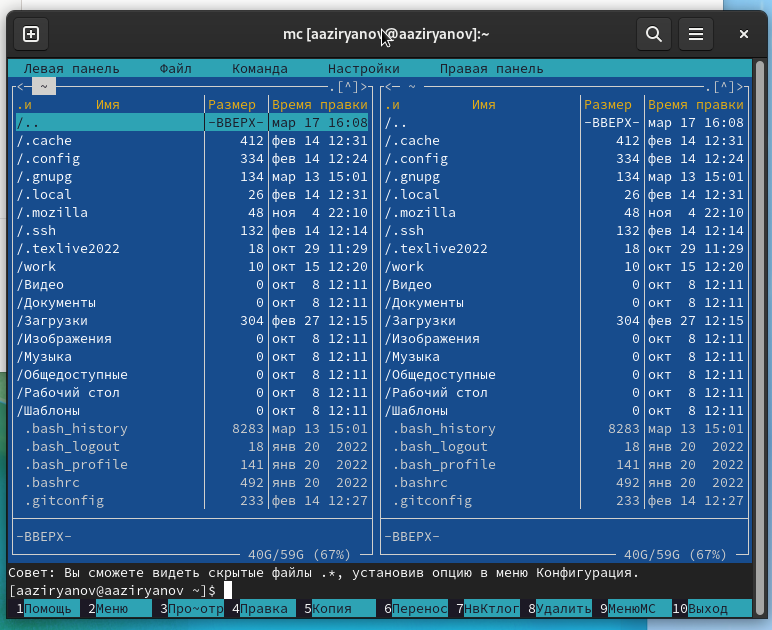 mc [aaziryanov@aaziryanov]:~
Левая панель Файл Команда Настройки Правая панель
<─ ~ .[^]> <─ ~ .[^]>
.и Имя Размер Время правки .и Имя Размер Время правки
/.. -ВВЕРХ- мар 17 16:08 /.. -ВВЕРХ- мар 17 16:08
/.cache 412 фев 14 12:31 /.cache 412 фев 14 12:31
/.config 334 фев 14 12:24 /.config 334 фев 14 12:24
/.gnupg 134 мар 13 15:01 /.gnupg 134 мар 13 15:01
/.local 26 фев 14 12:31 /.local 26 фев 14 12:31
/.mozilla 48 ноя 4 22:10 /.mozilla 48 ноя 4 22:10
/.ssh 132 фев 14 12:14 /.ssh 132 фев 14 12:14
/.texlive2022 18 окт 29 11:29 /.texlive2022 18 окт 29 11:29
/work 10 окт 15 12:20 /work 10 окт 15 12:20
/Видео 0 окт 8 12:11 /Видео 0 окт 8 12:11
/Документы 0 окт 8 12:11 /Документы 0 окт 8 12:11
/Загрузки 304 фев 27 12:15 /Загрузки 304 фев 27 12:15
/Изображения 0 окт 8 12:11 /Изображения 0 окт 8 12:11
/Музыка 0 окт 8 12:11 /Музыка 0 окт 8 12:11
/Общедоступные 0 окт 8 12:11 /Общедоступные 0 окт 8 12:11
/Рабочий стол 0 окт 8 12:11 /Рабочий стол 0 окт 8 12:11
/Шаблоны 0 окт 8 12:11 /Шаблоны 0 окт 8 12:11
.bash_history 8283 мар 13 15:01 .bash_history 8283 мар 13 15:01
.bash_logout 18 янв 20 2022 .bash_logout 18 янв 20 2022
.bash_profile 141 янв 20 2022 .bash_profile 141 янв 20 2022
.bashrc 492 янв 20 2022 .bashrc 492 янв 20 2022
.gitconfig 233 фев 14 12:27 .gitconfig 233 фев 14 12:27
-ВВЕРХ- -ВВЕРХ-
40G/59G (67%) 40G/59G (67%)
Совет: Вы сможете видеть скрытые файлы .*, установив опцию в меню Конфигурация.
[aaziryanov@aaziryanov ~]$
1Помощь 2Меню 3Про~отр 4Правка 5Копия 6Перенос 7НвКтлог 8Удалить 9МенюМС 10Выход